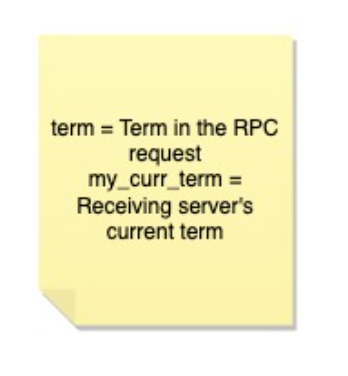 term = Term in the RPC
request
my_curr_term =
Receiving server's
current term